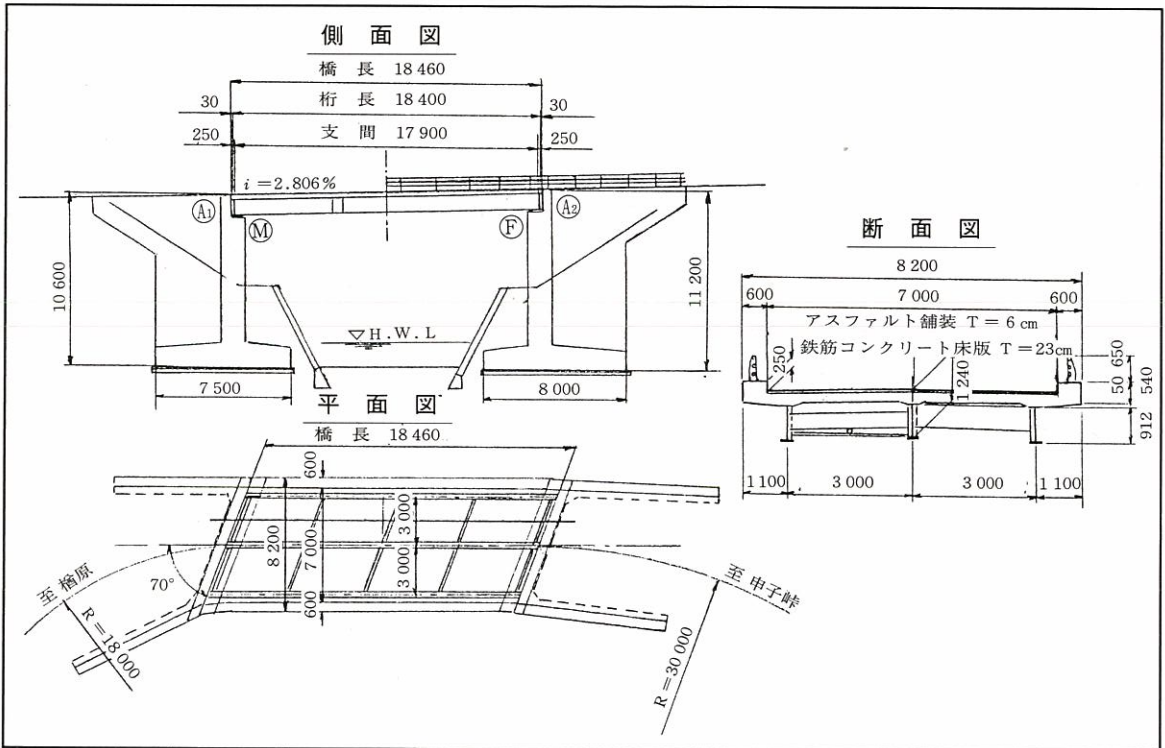 側面図
橋長 18 460
30 桁長 18 400 30
250 支間 17 900 250
i=2.806%
A1 M F A2
10 600
11 200
▽H.W.L
7 500
8 000
断面図
8 200
600 7 000 600
アスファルト舗装 T=6cm
鉄筋コンクリート床版 T=23cm
250
1 240
650
50
540
912
1 100 3 000 3 000 1 100
平面図
橋長 18 460
600
8 200
7 000
3 000
3 000
600
70°
至 楢原
R=18 000
至 申子峠
R=30 000